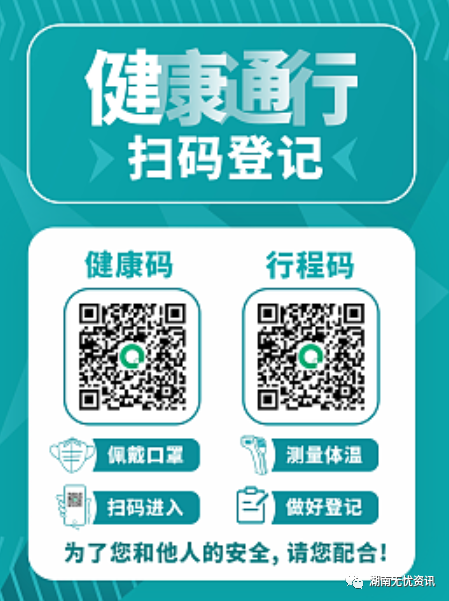 健康通行
扫码登记
健康码 行程码
佩戴口罩 测量体温
扫码进入 做好登记
为了您和他人的安全，请您配合！
湖南无忧资讯